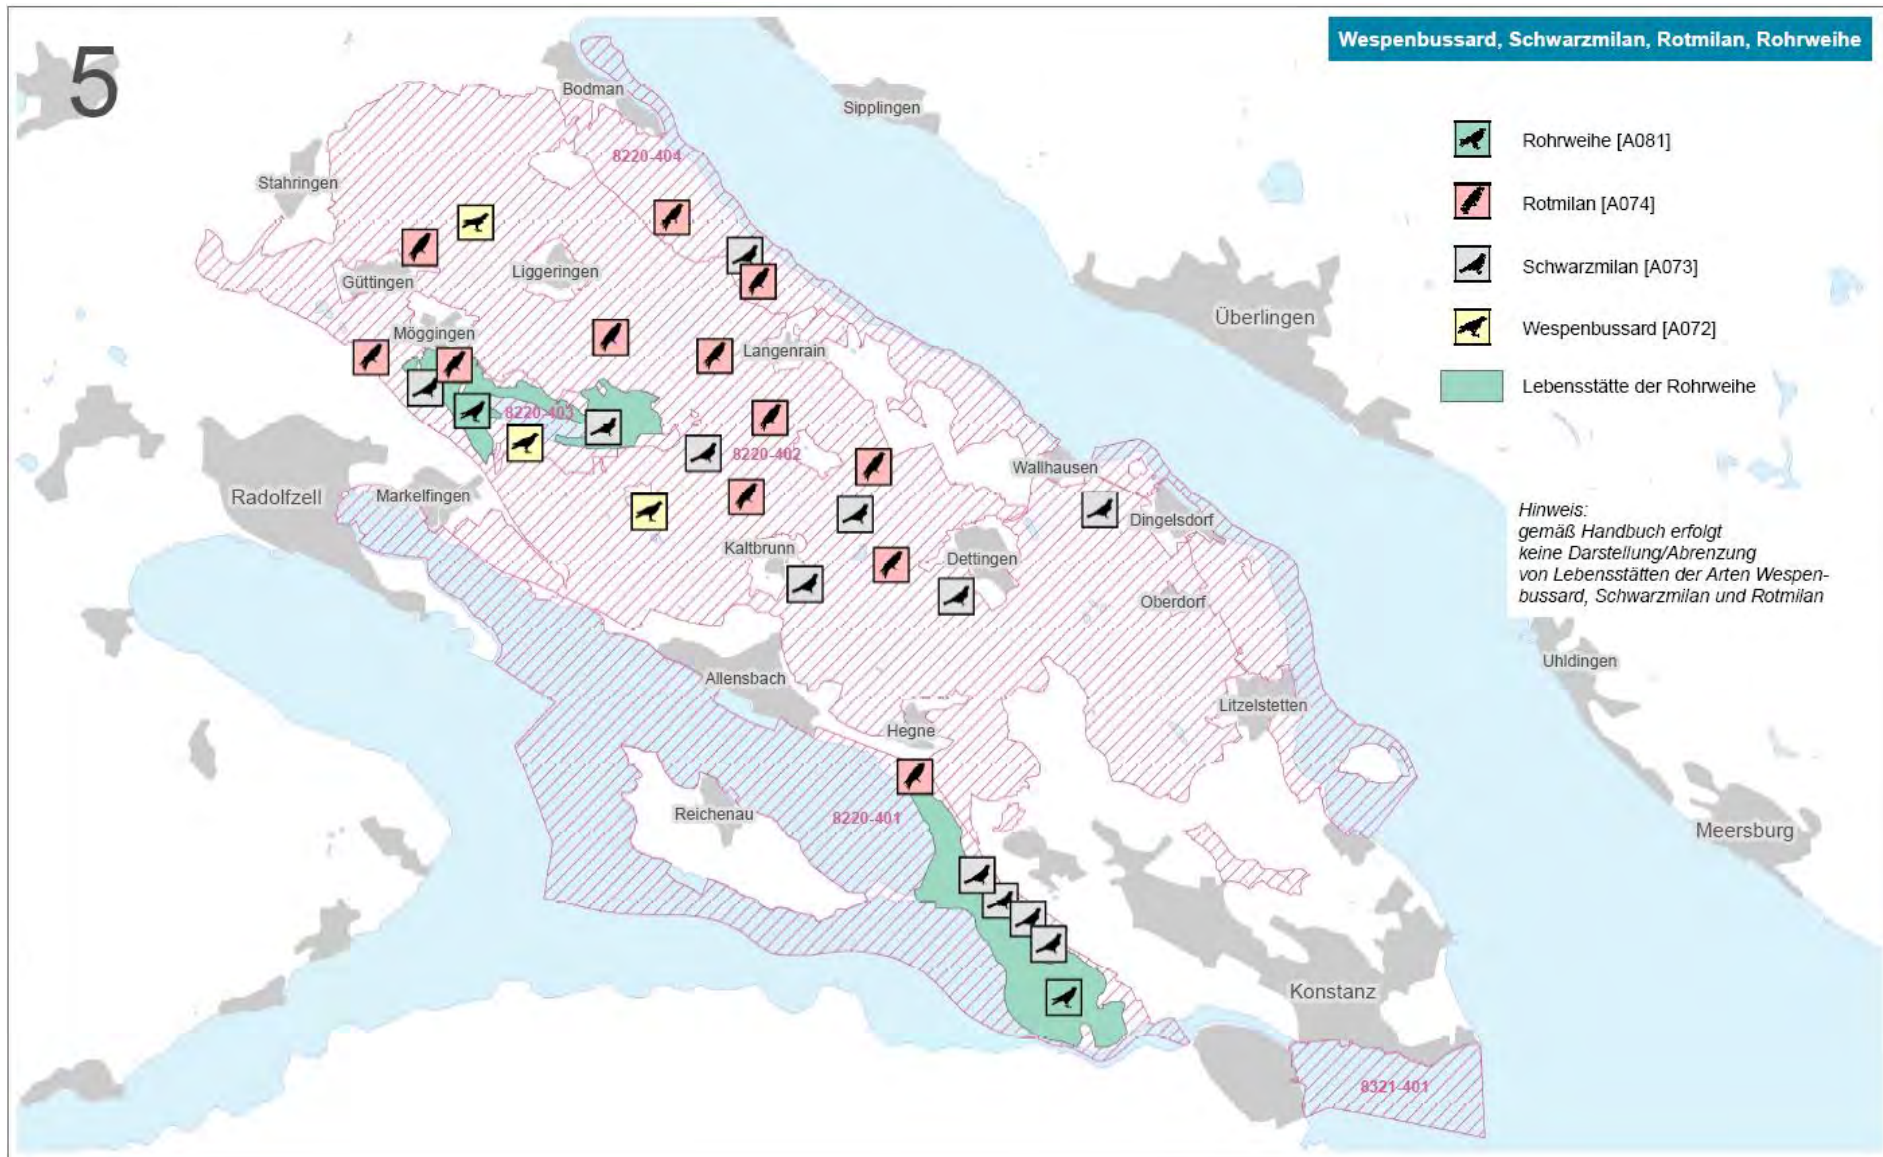 5
Wespenbussard, Schwarzmilan, Rotmilan, Rohrweihe
Rohrweihe [A081]
Rotmilan [A074]
Schwarzmilan [A073]
Wespenbussard [A072]
Lebensstätte der Rohrweihe
Hinweis:
gemäß Handbuch erfolgt
keine Darstellung/Abrenzung
von Lebensstätten der Arten Wespen-
bussard, Schwarzmilan und Rotmilan
Bodman
Sipplingen
8220-404
Stahringen
Liggeringen
Güttingen
Überlingen
Möggingen
Langenrain
8220-403
8220-402
Wallhausen
Radolfzell
Markelfingen
Dingelsdorf
Kaltbrunn
Dettingen
Oberdorf
Uhldingen
Allensbach
Litzelstetten
Hegne
Reichenau
8220-401
Meersburg
Konstanz
8321-401